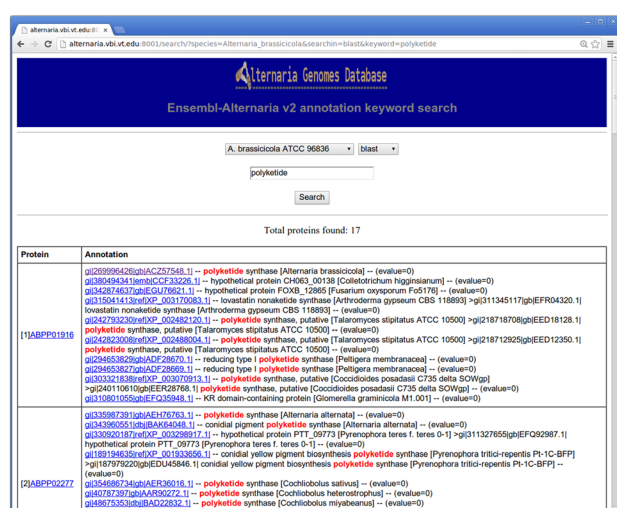 alternaria.vbi.vt.edu:80 ×
alternaria.vbi.vt.edu:8001/search/?species=Alternaria_brassicicola&searchin=blast&keyword=polyketide
Alternaria Genomes Database
Ensembl-Alternaria v2 annotation keyword search
A. brassicicola ATCC 96836 blast
polyketide
Search
Total proteins found: 17
Protein Annotation
gi|269996426|gb|ACZ57548.1| -- polyketide synthase [Alternaria brassicicola] -- (evalue=0)
gi|380494341|emb|CCF33226.1| -- hypothetical protein CH063_00138 [Colletotrichum higginsianum] -- (evalue=0)
gi|342874637|gb|EGU76621.1| -- hypothetical protein FOXB_12865 [Fusarium oxysporum Fo5176] -- (evalue=0)
gi|315041413|ref|XP_003170083.1| -- lovastatin nonaketide synthase [Arthroderma gypseum CBS 118893] >gi|311345117|gb|EFR04320.1|
lovastatin nonaketide synthase [Arthroderma gypseum CBS 118893] -- (evalue=0)
gi|242793230|ref|XP_002482120.1| -- polyketide synthase, putative [Talaromyces stipitatus ATCC 10500] >gi|218718708|gb|EED18128.1|
polyketide synthase, putative [Talaromyces stipitatus ATCC 10500] -- (evalue=0)
[1]ABPP01916 gi|242823008|ref|XP_002488004.1| -- polyketide synthase, putative [Talaromyces stipitatus ATCC 10500] >gi|218712925|gb|EED12350.1|
polyketide synthase, putative [Talaromyces stipitatus ATCC 10500] -- (evalue=0)
gi|294653829|gb|ADF28670.1| -- reducing type I polyketide synthase [Peltigera membranacea] -- (evalue=0)
gi|294653827|gb|ADF28669.1| -- reducing type I polyketide synthase [Peltigera membranacea] -- (evalue=0)
gi|303321838|ref|XP_003070913.1| -- polyketide synthase, putative [Coccidioides posadasii C735 delta SOWgp]
>gi|240110610|gb|EER28768.1| polyketide synthase, putative [Coccidioides posadasii C735 delta SOWgp] -- (evalue=0)
gi|310801055|gb|EFQ35948.1| -- KR domain-containing protein [Glomerella graminicola M1.001] -- (evalue=0)
gi|335987391|gb|AEH76763.1| -- polyketide synthase [Alternaria alternata] -- (evalue=0)
gi|343960551|dbj|BAK64048.1| -- conidial pigment polyketide synthase [Alternaria alternata] -- (evalue=0)
gi|330920187|ref|XP_003298917.1| -- hypothetical protein PTT_09773 [Pyrenophora teres f. teres 0-1] >gi|311327655|gb|EFQ92987.1|
hypothetical protein PTT_09773 [Pyrenophora teres f. teres 0-1] -- (evalue=0)
gi|189194635|ref|XP_001933656.1| -- conidial yellow pigment biosynthesis polyketide synthase [Pyrenophora tritici-repentis Pt-1C-BFP]
>gi|187979220|gb|EDU45846.1| conidial yellow pigment biosynthesis polyketide synthase [Pyrenophora tritici-repentis Pt-1C-BFP] --
(evalue=0)
[2]ABPP02277 gi|354686734|gb|AER36016.1| -- polyketide synthase [Cochliobolus sativus] -- (evalue=0)
gi|40787397|gb|AAR90272.1| -- polyketide synthase [Cochliobolus heterostrophus] -- (evalue=0)
gi|48675353|dbj|BAD22832.1| -- polyketide synthase [Cochliobolus miyabeanus] -- (evalue=0)